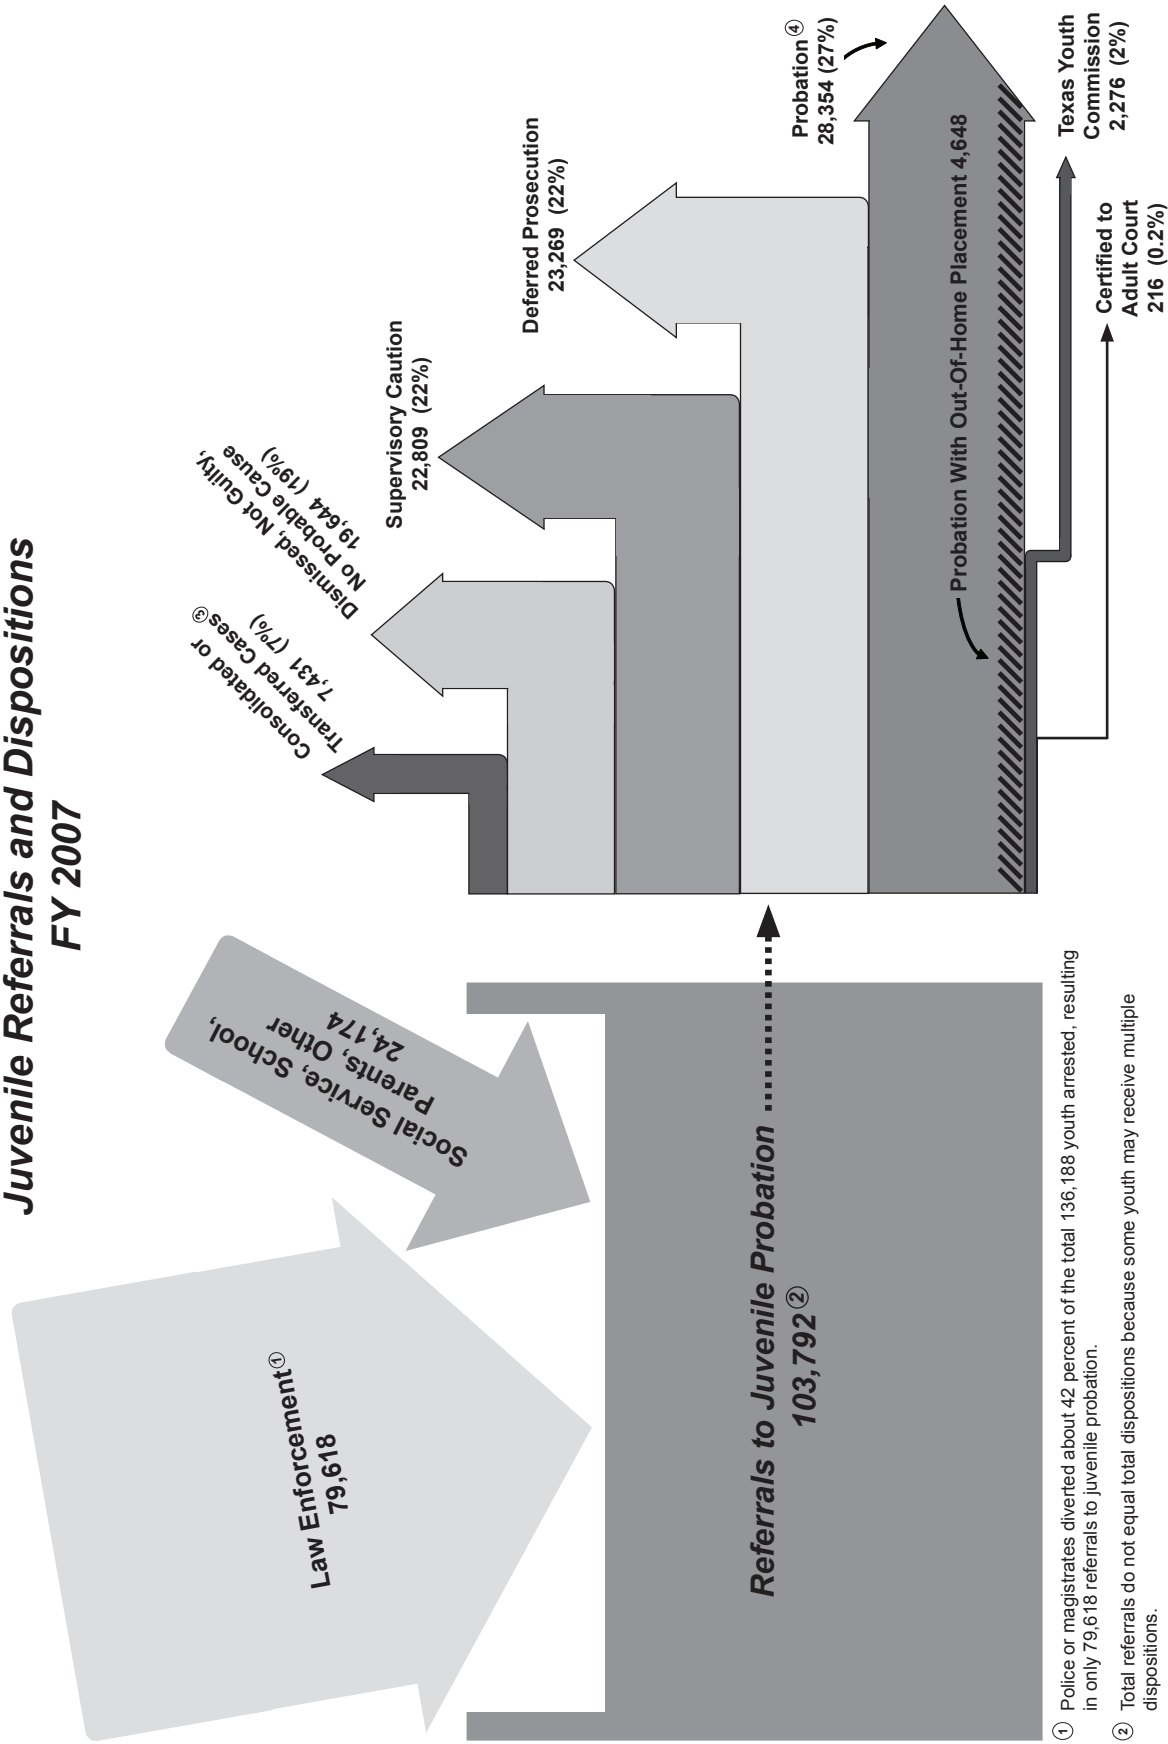 Juvenile Referrals and Dispositions
FY 2007
Law Enforcement①
79,618
Social Service, School,
Parents, Other
24,174
Referrals to Juvenile Probation
103,792②
Consolidated or
Transferred Cases③
7,431 (7%)
Dismissed, Not Guilty,
No Probable Cause
19,644 (19%)
Supervisory Caution
22,809 (22%)
Deferred Prosecution
23,269 (22%)
Probation④
28,354 (27%)
Probation With Out-Of-Home Placement 4,648
Texas Youth
Commission
2,276 (2%)
Certified to
Adult Court
216 (0.2%)
① Police or magistrates diverted about 42 percent of the total 136,188 youth arrested, resulting
in only 79,618 referrals to juvenile probation.
② Total referrals do not equal total dispositions because some youth may receive multiple
dispositions.